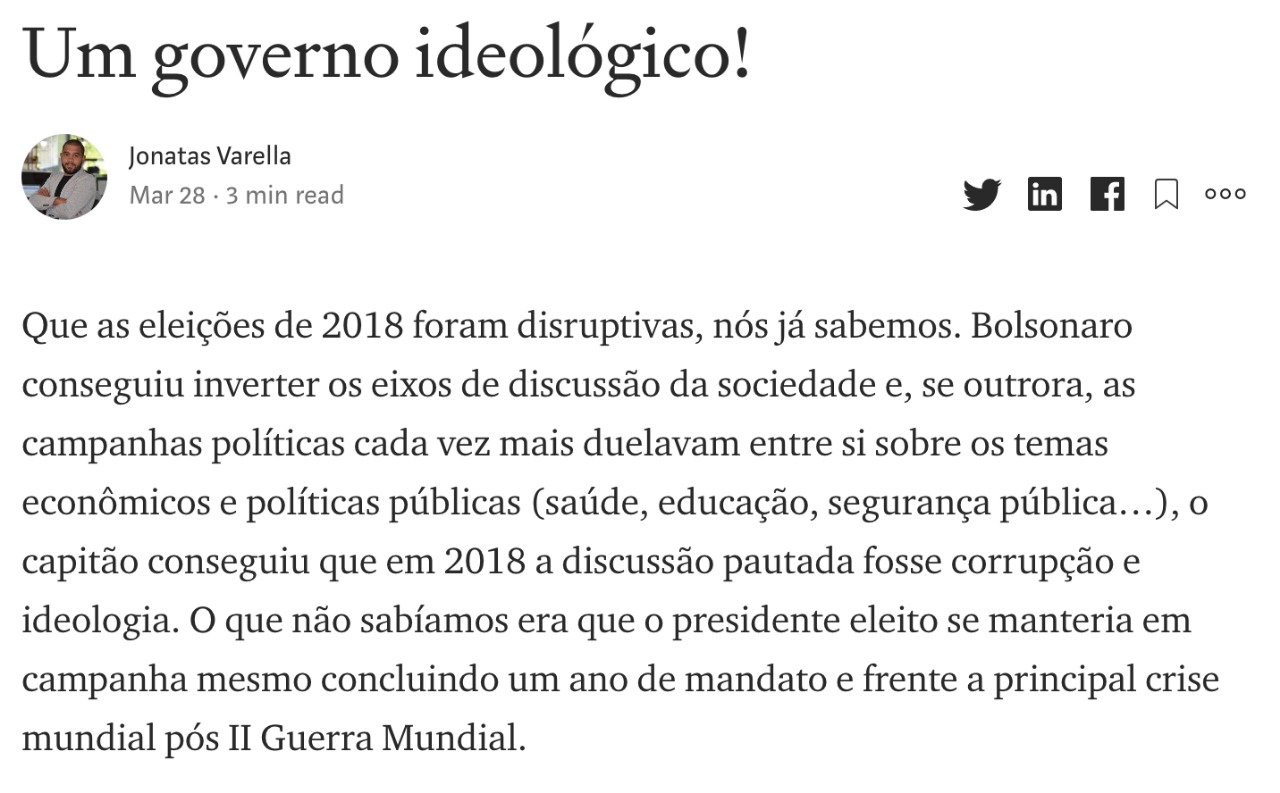 Um governo ideológico!
Jonatas Varella
Mar 28 · 3 min read
Que as eleições de 2018 foram disruptivas, nós já sabemos. Bolsonaro
conseguiu inverter os eixos de discussão da sociedade e, se outrora, as
campanhas políticas cada vez mais duelavam entre si sobre os temas
econômicos e políticas públicas (saúde, educação, segurança pública…), o
capitão conseguiu que em 2018 a discussão pautada fosse corrupção e
ideologia. O que não sabíamos era que o presidente eleito se manteria em
campanha mesmo concluindo um ano de mandato e frente a principal crise
mundial pós II Guerra Mundial.